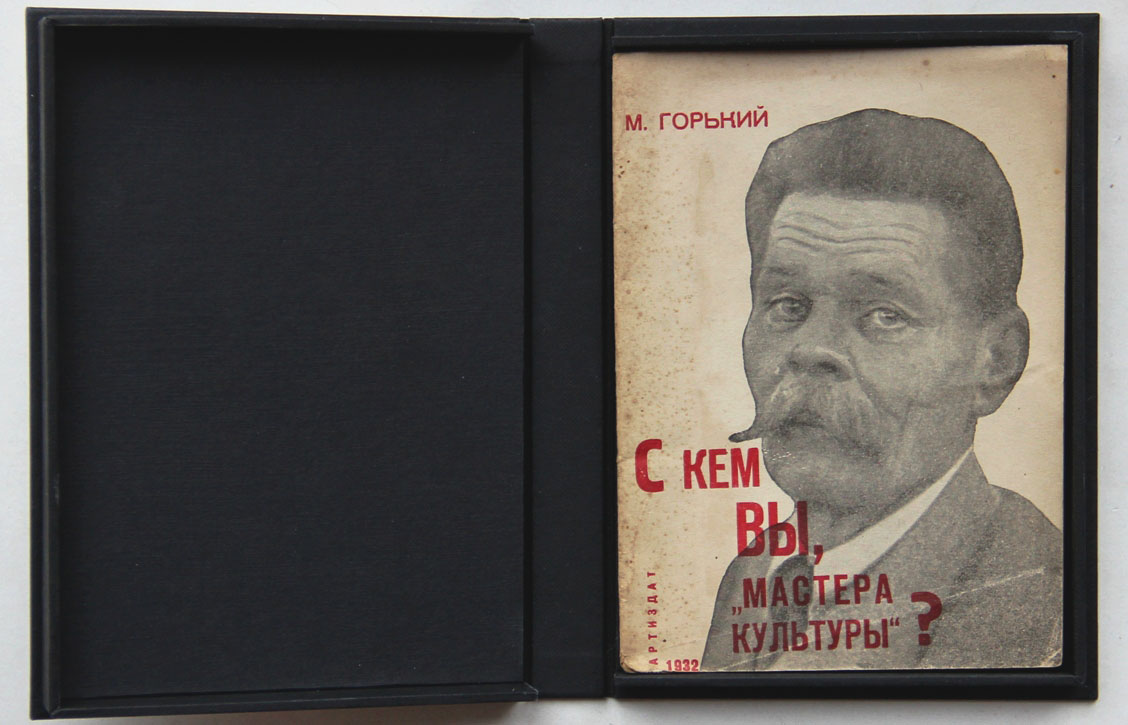 М. ГОРЬКИЙ
С КЕМ
ВЫ,
„МАСТЕРА
КУЛЬТУРЫ“ ?
АРТИЗДАТ
1932